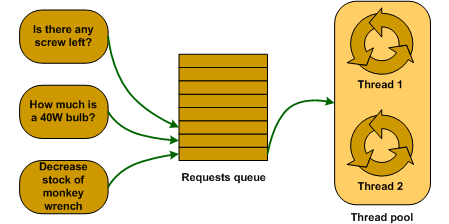 Is there any
screw left?
How much is
a 40W bulb?
Decrease
stock of
monkey
wrench
Requests queue
Thread 1
Thread 2
Thread pool